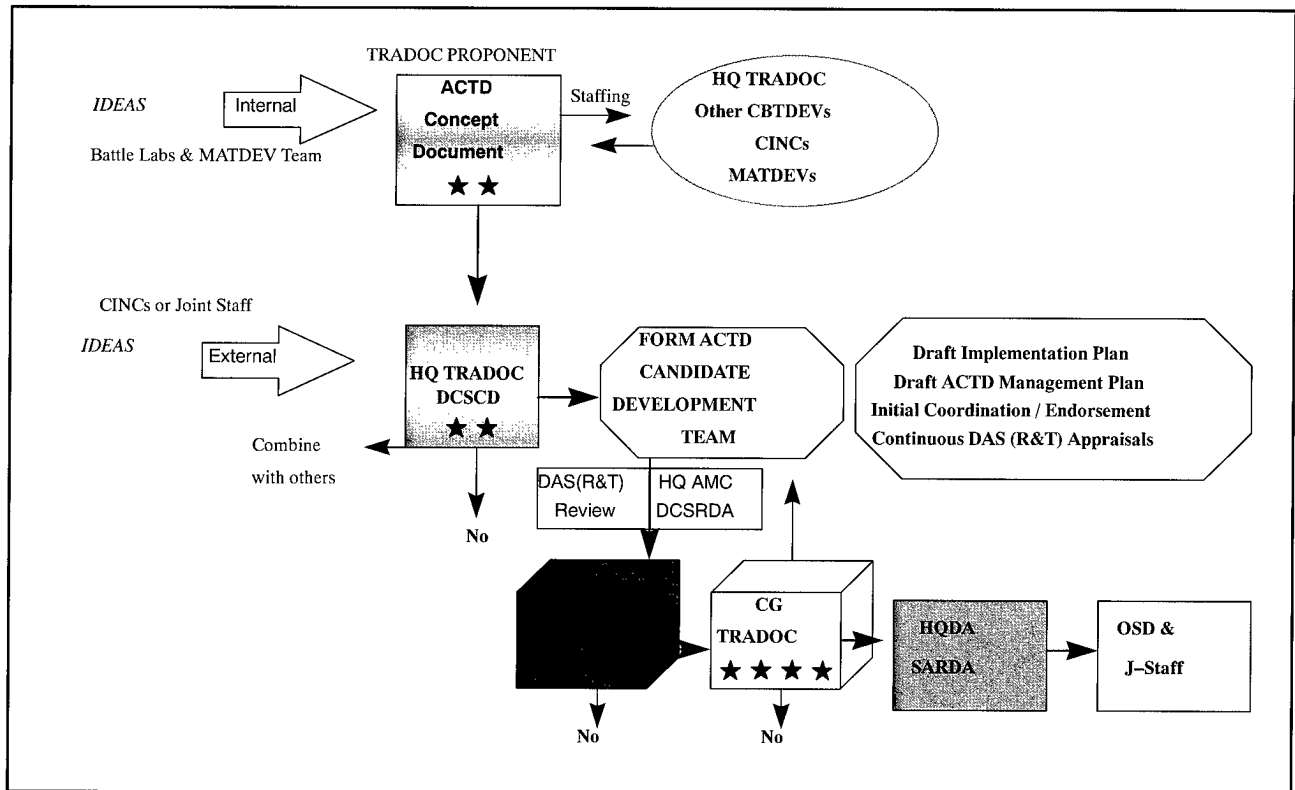 TRADOC PROPONENT
IDEAS
Internal
Battle Labs & MATDEV Team
ACTD
Concept
Document
Staffing
HQ TRADOC
Other CBTDEVs
CINCs
MATDEVs
CINCs or Joint Staff
IDEAS
External
HQ TRADOC
DCSCD
Combine
with others
No
FORM ACTD
CANDIDATE
DEVELOPMENT
TEAM
Draft Implementation Plan
Draft ACTD Management Plan
Initial Coordination / Endorsement
Continuous DAS (R&T) Appraisals
DAS(R&T)
Review
HQ AMC
DCSRDA
No
CG
TRADOC
No
HQDA
SARDA
OSD &
J–Staff